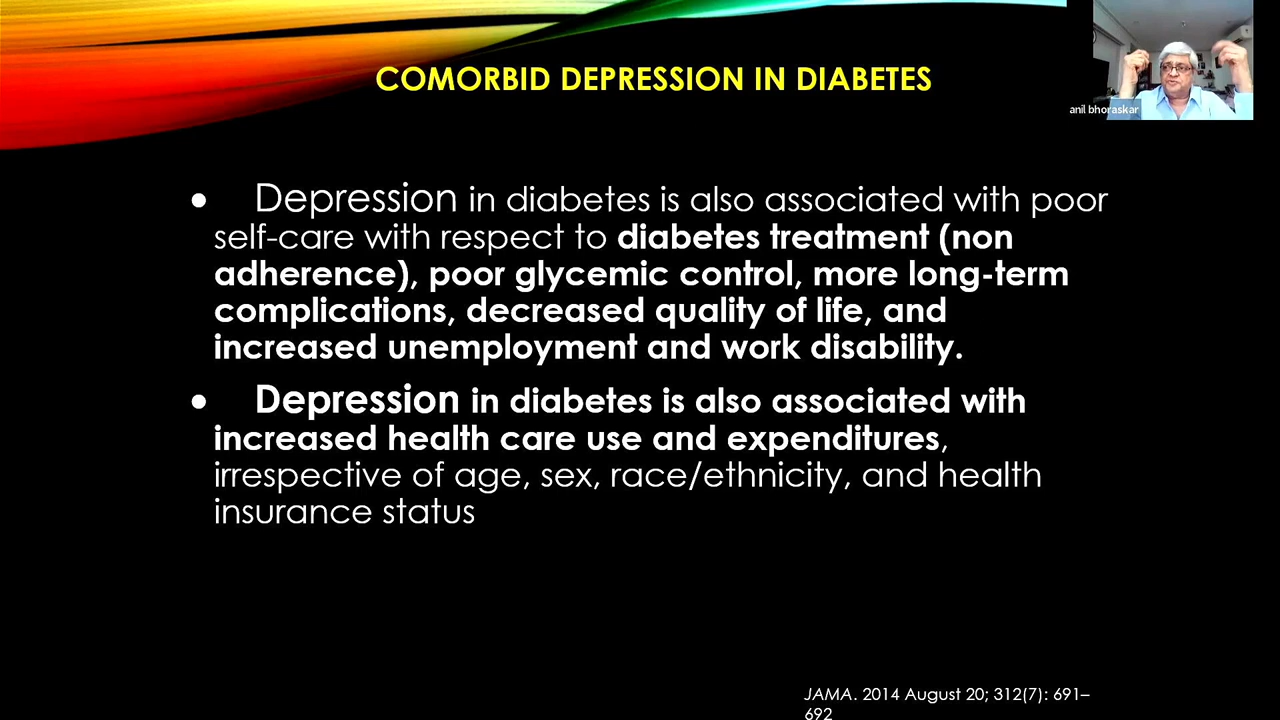 COMORBID DEPRESSION IN DIABETES
anil bhoraskar
● Depression in diabetes is also associated with poor
self-care with respect to diabetes treatment (non
adherence), poor glycemic control, more long-term
complications, decreased quality of life, and
increased unemployment and work disability.
● Depression in diabetes is also associated with
increased health care use and expenditures,
irrespective of age, sex, race/ethnicity, and health
insurance status
JAMA. 2014 August 20; 312(7): 691–
692